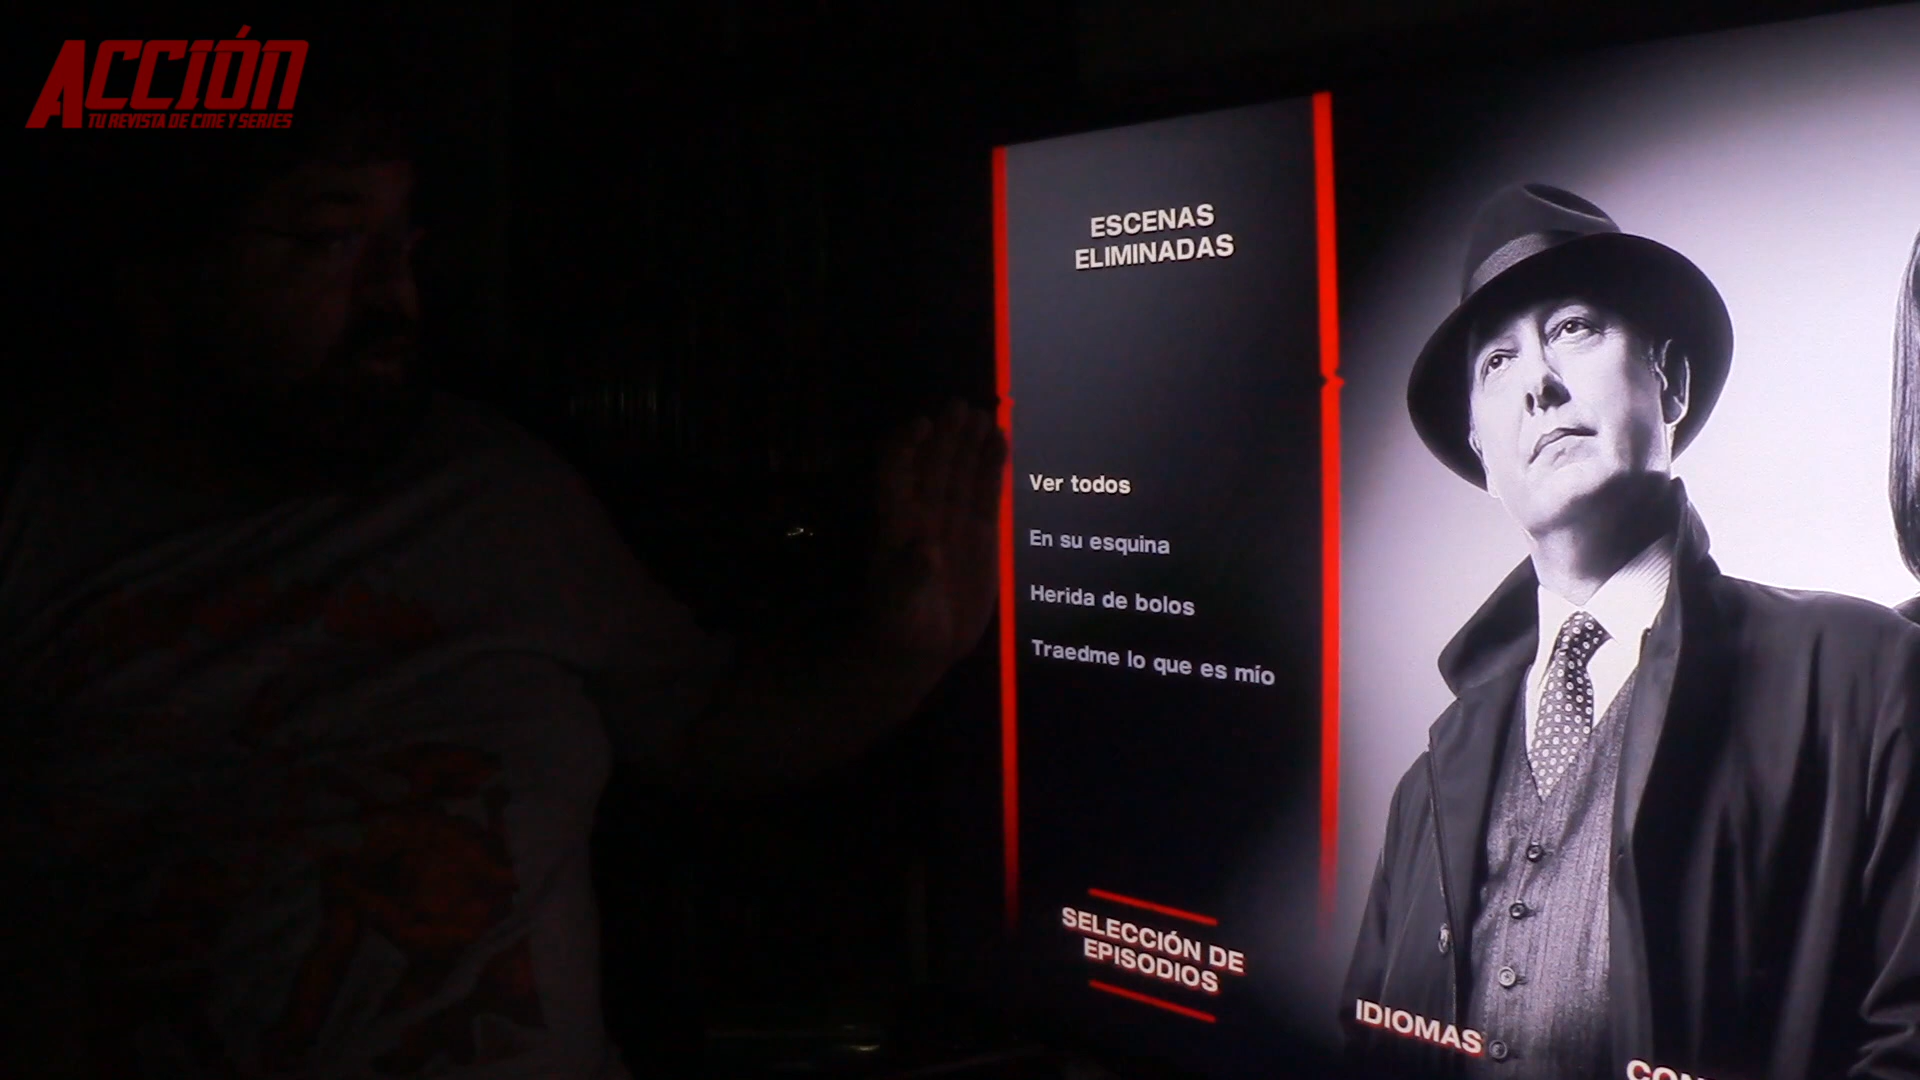 ACCIÓN
TU REVISTA DE CINE Y SERIES
ESCENAS
ELIMINADAS
Ver todos
En su esquina
Herida de bolos
Traedme lo que es mío
SELECCIÓN DE
EPISODIOS
IDIOMAS